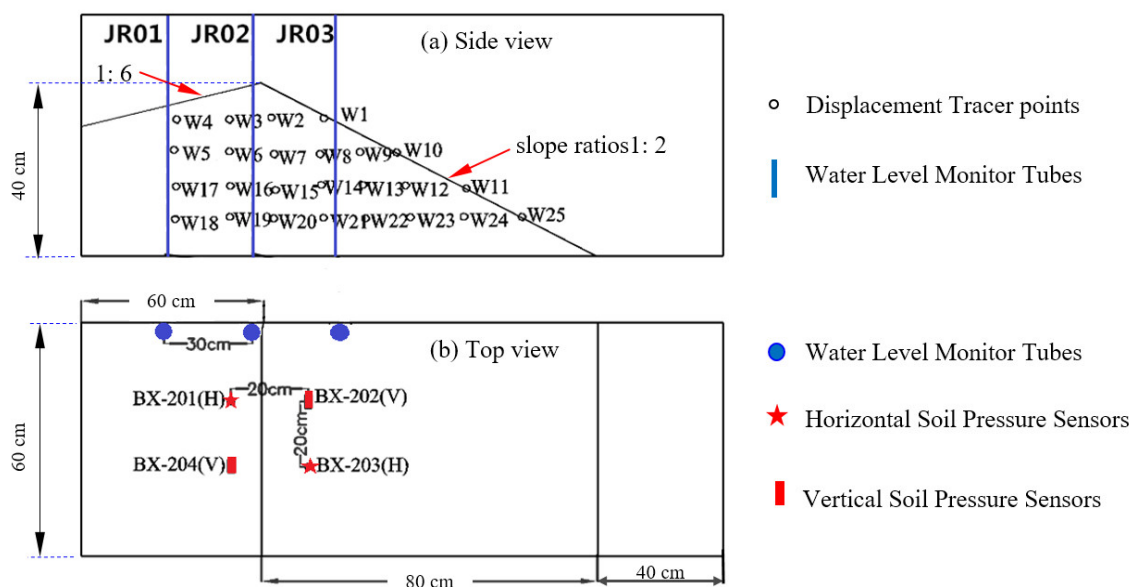 JR01 JR02 JR03 (a) Side view
1: 6
W4 W3 W2 W1
W5 W6 W7 W8 W9 W10
slope ratios1: 2
W17 W16 W15 W14 W13 W12 W11
W18 W19 W20 W21 W22 W23 W24 W25
40 cm
Displacement Tracer points
Water Level Monitor Tubes
60 cm
30cm
(b) Top view
20cm
BX-201(H) BX-202(V)
20cm
BX-204(V) BX-203(H)
60 cm
80 cm
40 cm
Water Level Monitor Tubes
Horizontal Soil Pressure Sensors
Vertical Soil Pressure Sensors